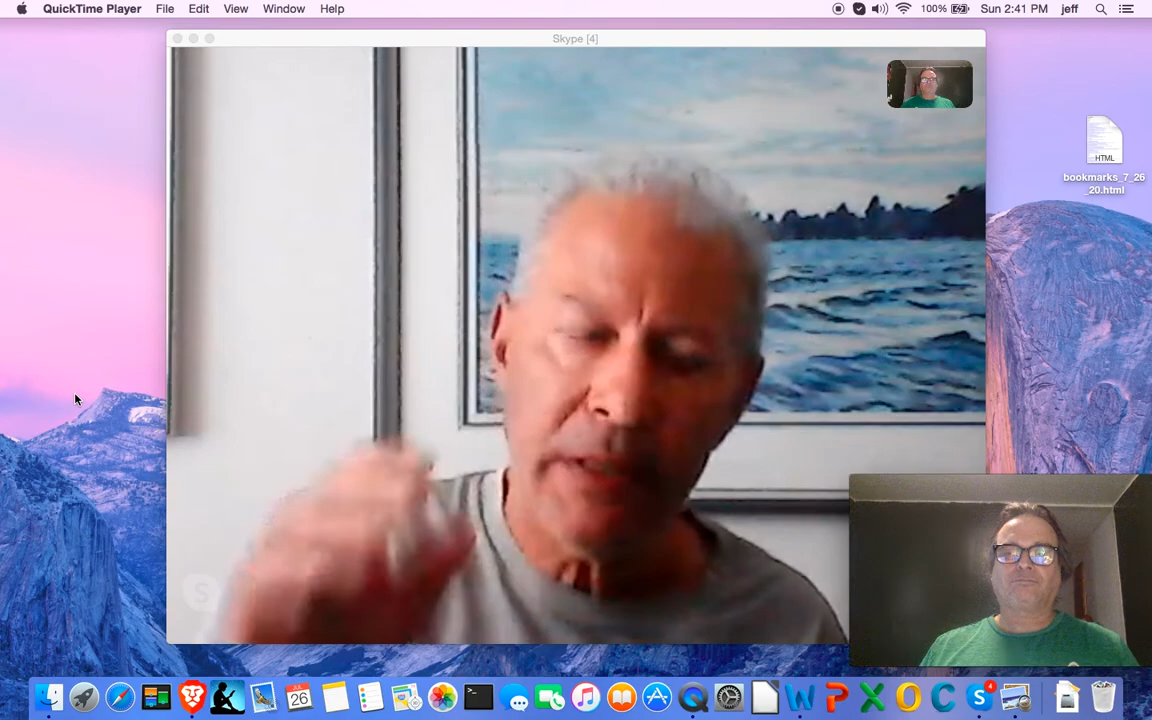 QuickTime Player File Edit View Window Help 100% Sun 2:41 PM jeff
Skype [4]
HTML
bookmarks_7_26
_20.html
S
26
W P X O C S 4